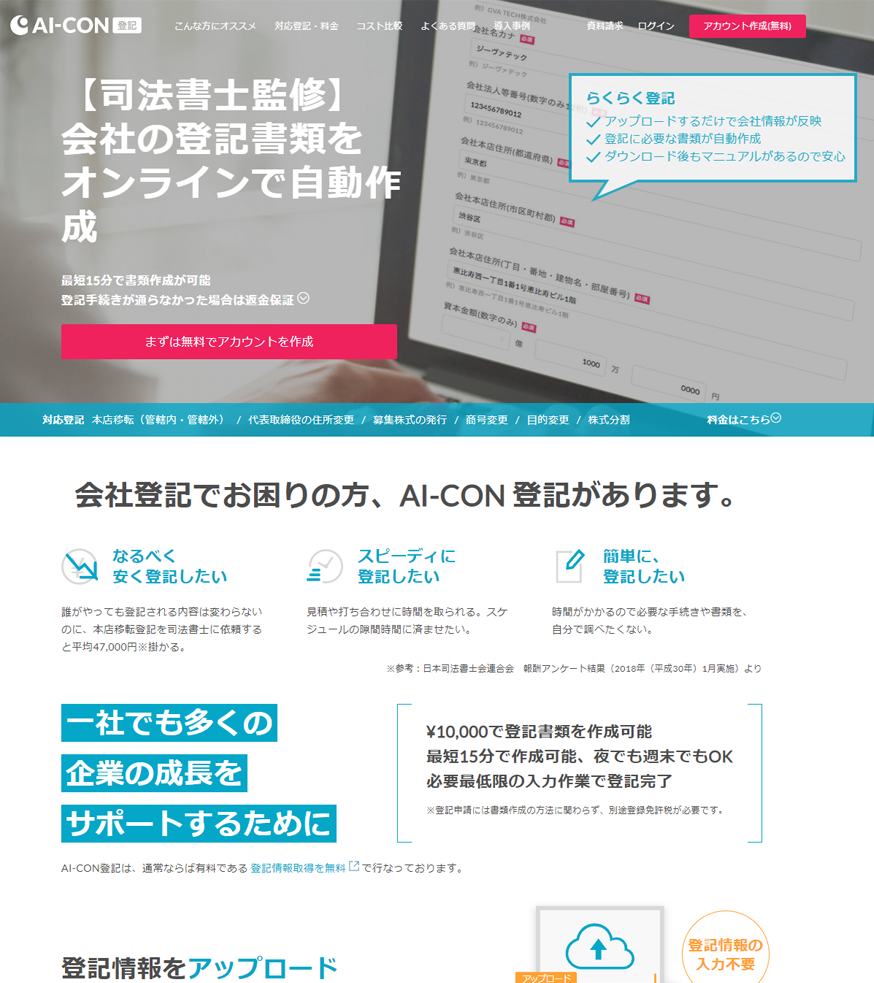 AI-CON 登記
こんな方にオススメ 対応登記・料金 コスト比較 よくある質問 導入事例 資料請求 ログイン アカウント作成(無料)
例）GVA TECH株式会社
会社名カナ 必須
ジーヴァテック
例）ジーヴァテック
会社法人等番号(数字のみ
123456789012
例）123456789012
会社本店住所(都道府県) 必須
東京都
例）東京都
会社本店住所(市区町村郡) 必須
渋谷区
例）渋谷区
会社本店住所(丁目・番地・建物名・部屋番号) 必須
恵比寿西一丁目1番1号恵比寿ビル1階
例）恵比寿西一丁目1番1号恵比寿ビル1階
資本金額(数字のみ) 必須
億 1000 万 0000 円
【司法書士監修】
会社の登記書類を
オンラインで自動作
成
らくらく登記
アップロードするだけで会社情報が反映
登記に必要な書類が自動作成
ダウンロード後もマニュアルがあるので安心
最短15分で書類作成が可能
登記手続きが通らなかった場合は返金保証
まずは無料でアカウントを作成
対応登記 本店移転（管轄内・管轄外） / 代表取締役の住所変更 / 募集株式の発行 / 商号変更 / 目的変更 / 株式分割 料金はこちら
会社登記でお困りの方、AI-CON 登記があります。
なるべく
安く登記したい
誰がやっても登記される内容は変わらない
のに、本店移転登記を司法書士に依頼する
と平均47,000円※掛かる。
スピーディに
登記したい
見積や打ち合わせに時間を取られる。スケ
ジュールの隙間時間に済ませたい。
簡単に、
登記したい
時間がかかるので必要な手続きや書類を、
自分で調べたくない。
※参考：日本司法書士会連合会 報酬アンケート結果（2018年（平成30年）1月実施）より
一社でも多くの
企業の成長を
サポートするために
¥10,000で登記書類を作成可能
最短15分で作成可能、夜でも週末でもOK
必要最低限の入力作業で登記完了
※登記申請には書類作成の方法に関わらず、別途登録免許税が必要です。
AI-CON登記は、通常ならば有料である 登記情報取得を無料 で行なっております。
登記情報をアップロード
アップロード
登記情報の
入力不要